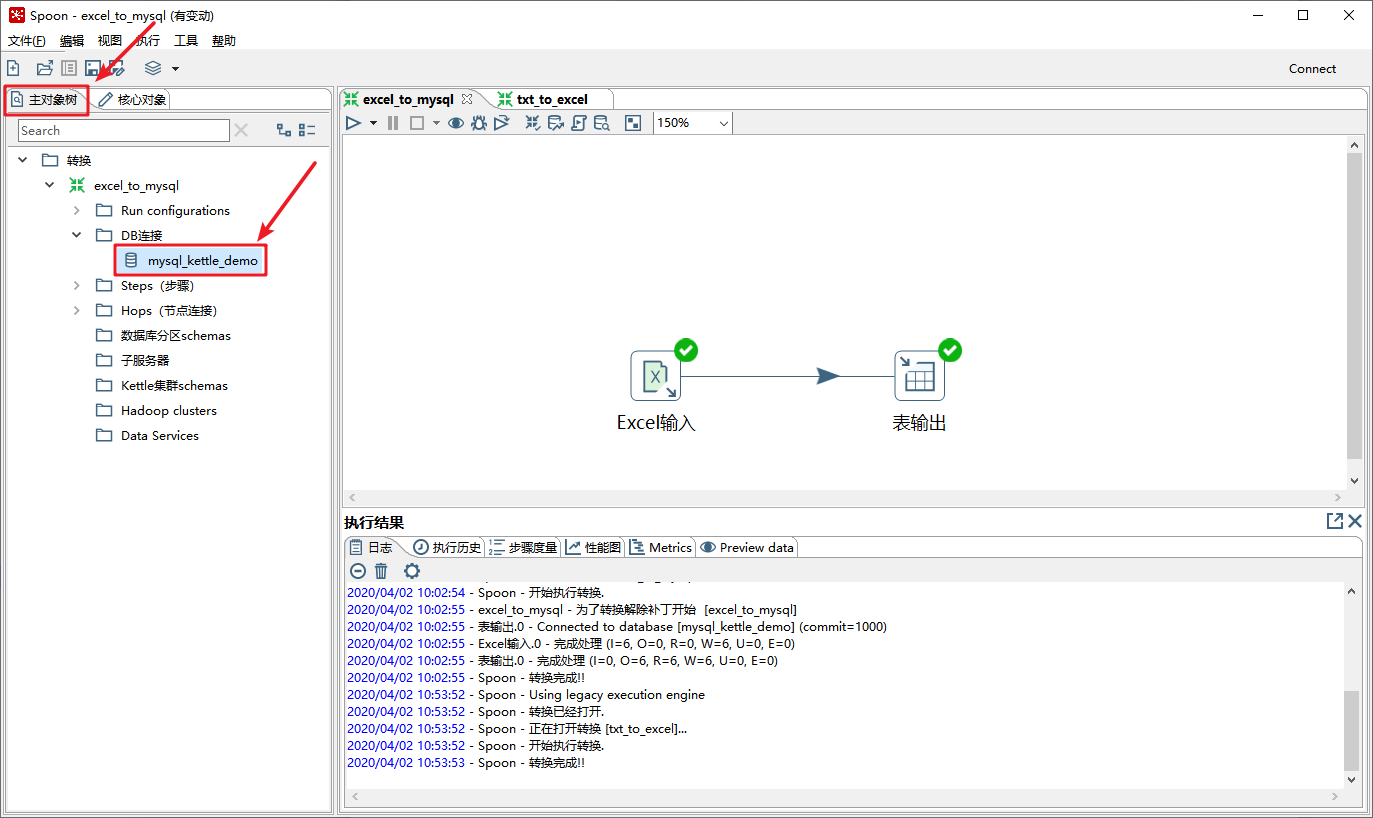 Spoon - excel_to_mysql (有变动)
文件(F) 编辑 视图 执行 工具 帮助
Connect
主对象树 核心对象
Search
转换
excel_to_mysql
Run configurations
DB连接
mysql_kettle_demo
Steps（步骤）
Hops（节点连接）
数据库分区schemas
子服务器
Kettle集群schemas
Hadoop clusters
Data Services
excel_to_mysql txt_to_excel
150%
Excel输入 表输出
执行结果
日志 执行历史 步骤度量 性能图 Metrics Preview data
2020/04/02 10:02:54 - Spoon - 开始执行转换.
2020/04/02 10:02:55 - excel_to_mysql - 为了转换解除补丁开始 [excel_to_mysql]
2020/04/02 10:02:55 - 表输出.0 - Connected to database [mysql_kettle_demo] (commit=1000)
2020/04/02 10:02:55 - Excel输入.0 - 完成处理 (I=6, O=0, R=0, W=6, U=0, E=0)
2020/04/02 10:02:55 - 表输出.0 - 完成处理 (I=0, O=6, R=6, W=6, U=0, E=0)
2020/04/02 10:02:55 - Spoon - 转换完成!!
2020/04/02 10:53:52 - Spoon - Using legacy execution engine
2020/04/02 10:53:52 - Spoon - 转换已经打开.
2020/04/02 10:53:52 - Spoon - 正在打开转换 [txt_to_excel]...
2020/04/02 10:53:52 - Spoon - 开始执行转换.
2020/04/02 10:53:53 - Spoon - 转换完成!!